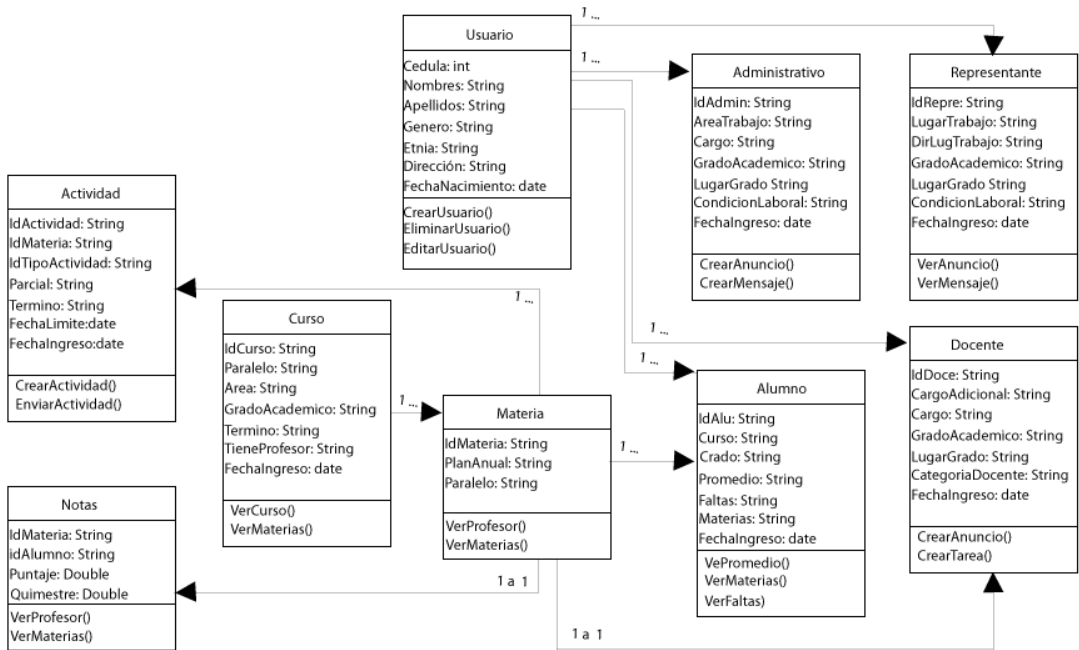 1 ...
Usuario
Cedula: int
Nombres: String
Apellidos: String
Genero: String
Etnia: String
Dirección: String
FechaNacimiento: date
CrearUsuario()
EliminarUsuario()
EditarUsuario()
1 ...
Administrativo
IdAdmin: String
AreaTrabajo: String
Cargo: String
GradoAcademico: String
LugarGrado String
CondicionLaboral: String
FechaIngreso: date
CrearAnuncio()
CrearMensaje()
Representante
IdRepre: String
LugarTrabajo: String
DirLugTrabajo: String
GradoAcademico: String
LugarGrado String
CondicionLaboral: String
FechaIngreso: date
VerAnuncio()
VerMensaje()
Actividad
IdActividad: String
IdMateria: String
IdTipoActividad: String
Parcial: String
Termino: String
FechaLimite:date
FechaIngreso:date
CrearActividad()
EnviarActividad()
1 ...
Curso
IdCurso: String
Paralelo: String
Area: String
GradoAcademico: String
Termino: String
TieneProfesor: String
FechaIngreso: date
VerCurso()
VerMaterias()
1 ...
Materia
IdMateria: String
PlanAnual: String
Paralelo: String
VerProfesor()
VerMaterias()
1 ...
1 ...
1 ...
Alumno
IdAlu: String
Curso: String
Crado: String
Promedio: String
Faltas: String
Materias: String
FechaIngreso: date
VePromedio()
VerMaterias()
VerFaltas)
Docente
IdDoce: String
CargoAdicional: String
Cargo: String
GradoAcademico: String
LugarGrado: String
CategoriaDocente: String
FechaIngreso: date
CrearAnuncio()
CrearTarea()
Notas
IdMateria: String
idAlumno: String
Puntaje: Double
Quimestre: Double
VerProfesor()
VerMaterias()
1 a 1
1 a 1